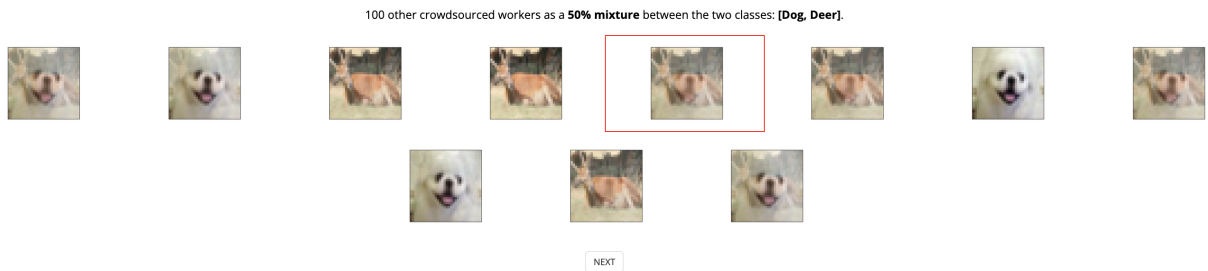 100 other crowdsourced workers as a 50% mixture between the two classes: [Dog, Deer].
NEXT